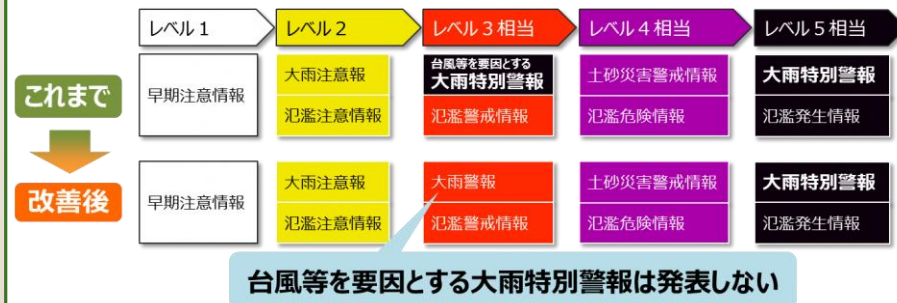 レベル１
レベル２
レベル３相当
レベル４相当
レベル５相当
これまで
早期注意情報
大雨注意報
氾濫注意情報
台風等を要因とする
大雨特別警報
氾濫警戒情報
土砂災害警戒情報
氾濫危険情報
大雨特別警報
氾濫発生情報
改善後
早期注意情報
大雨注意報
氾濫注意情報
大雨警報
氾濫警戒情報
土砂災害警戒情報
氾濫危険情報
大雨特別警報
氾濫発生情報
台風等を要因とする大雨特別警報は発表しない